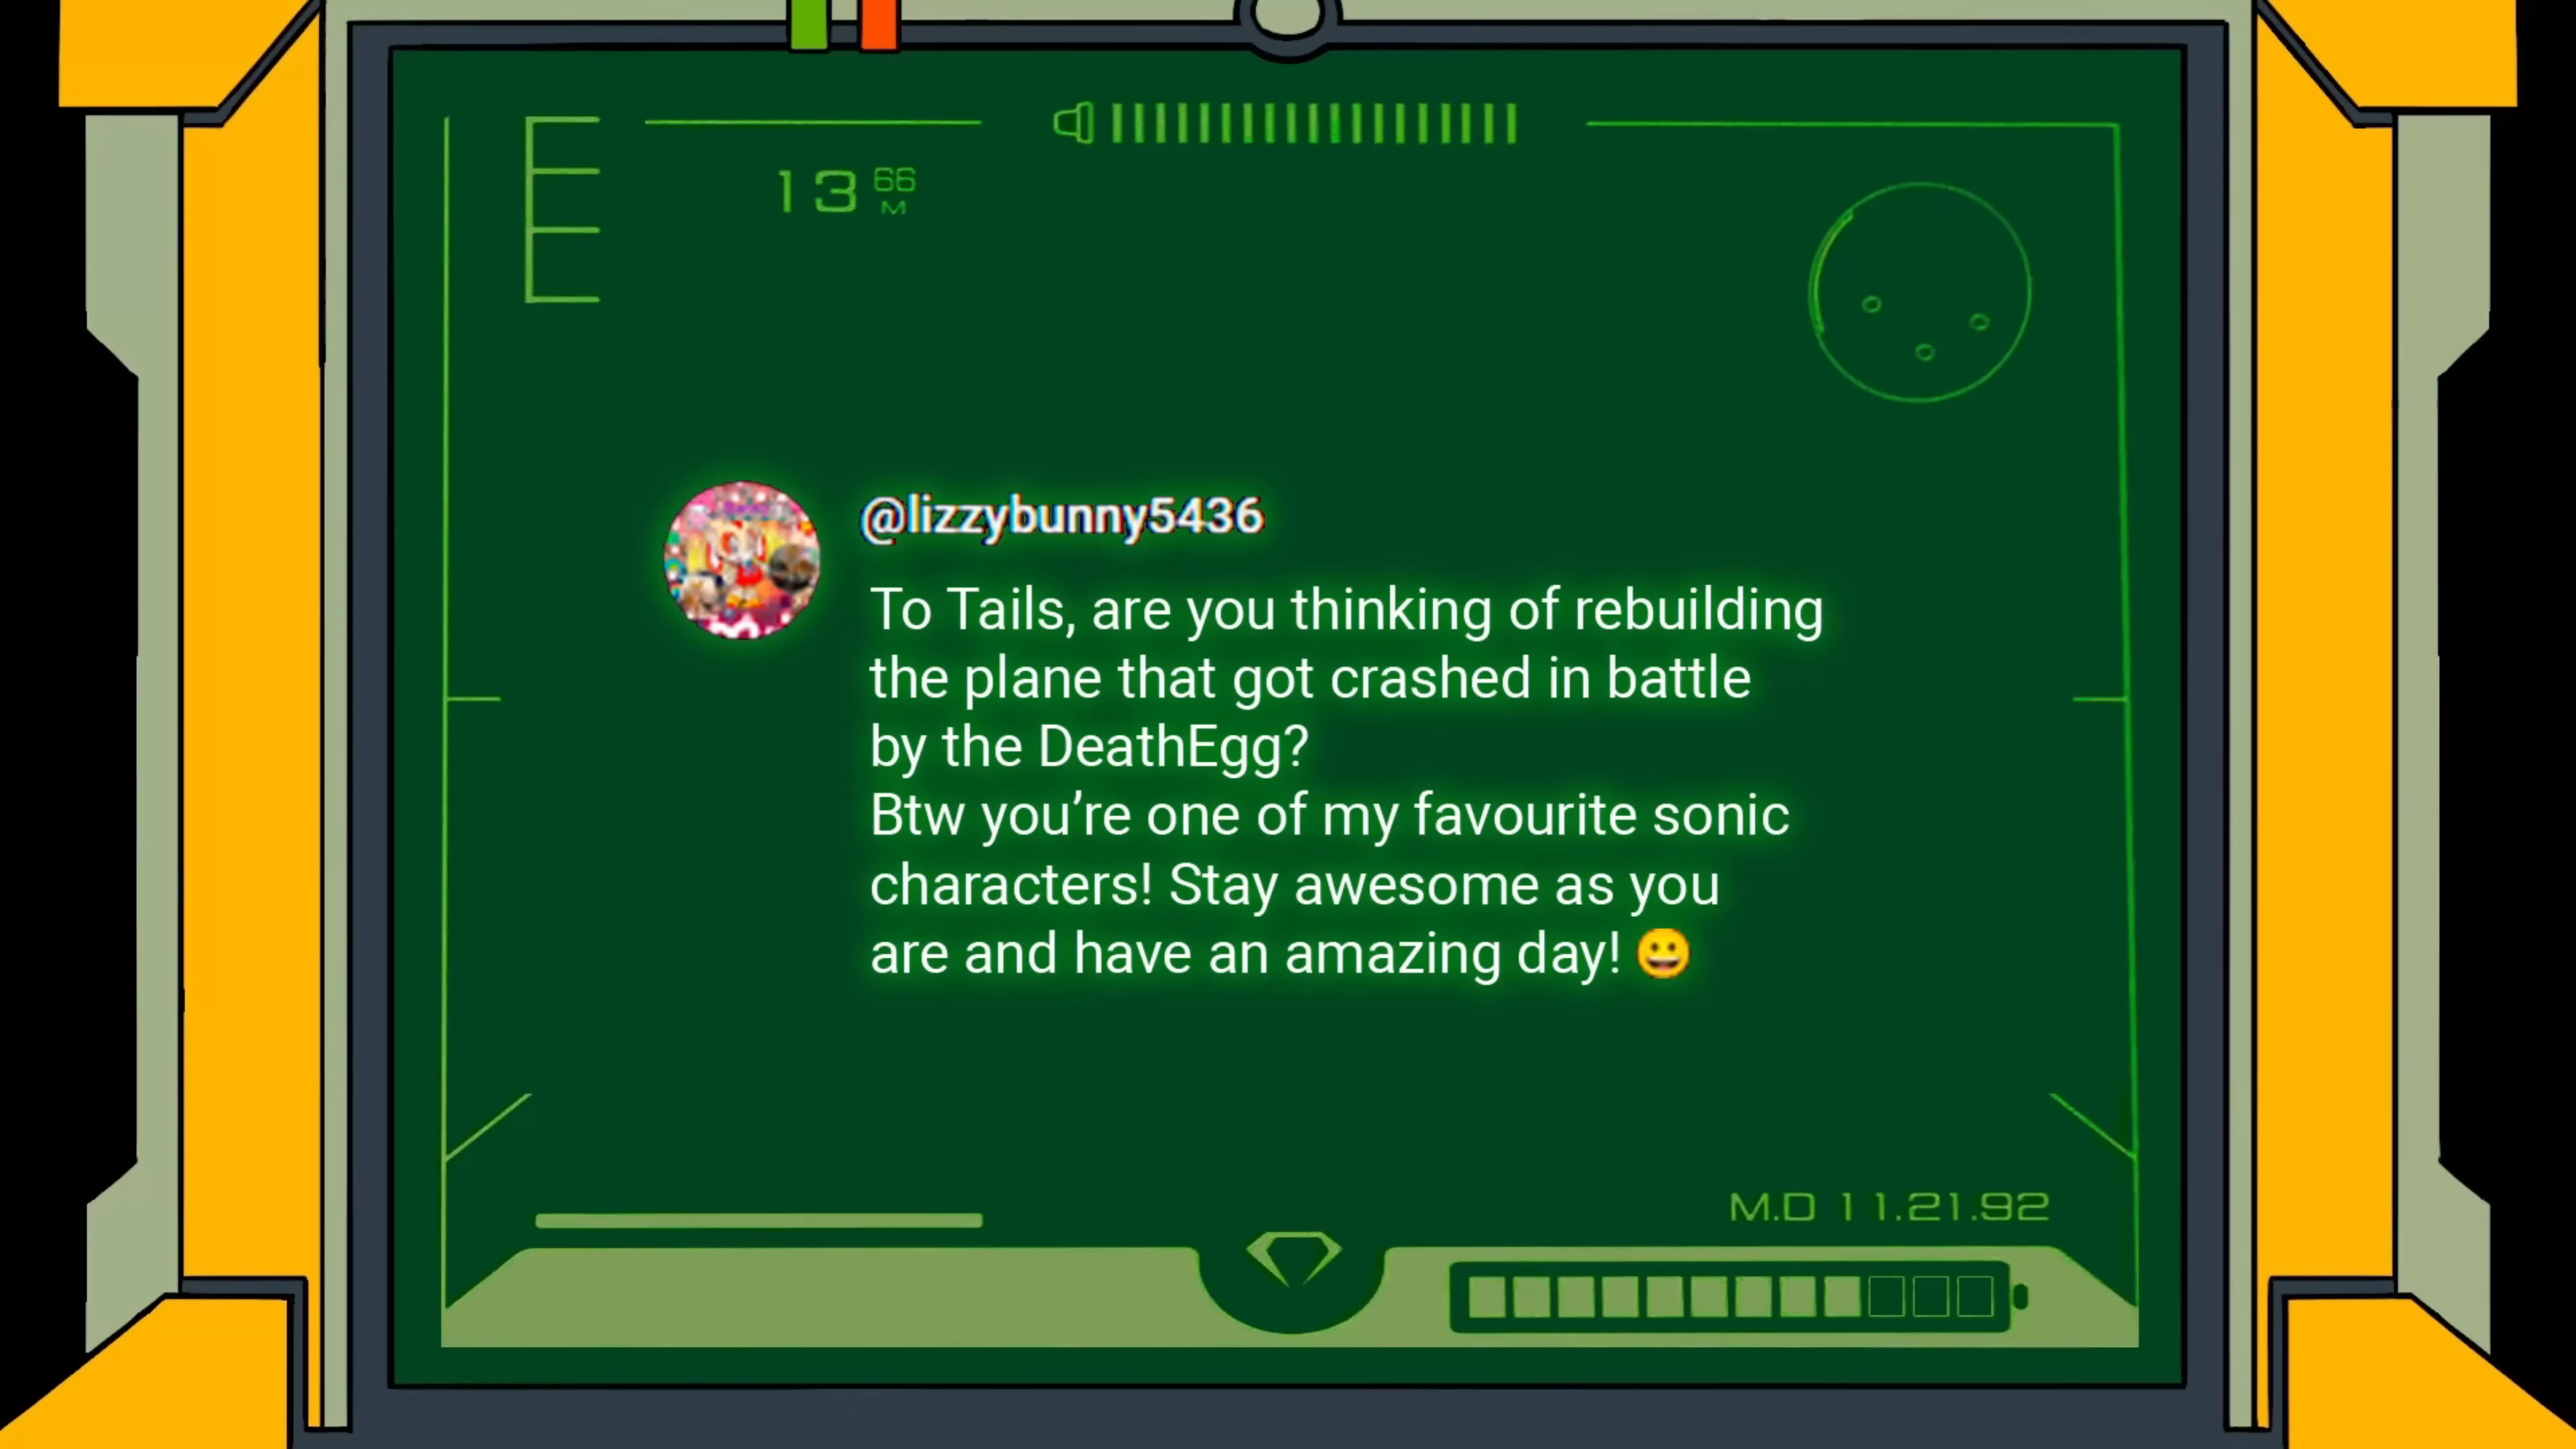 13 66
M
@lizzybunny5436
To Tails, are you thinking of rebuilding
the plane that got crashed in battle
by the DeathEgg?
Btw you’re one of my favourite sonic
characters! Stay awesome as you
are and have an amazing day! 😀
M.D 11.21.92